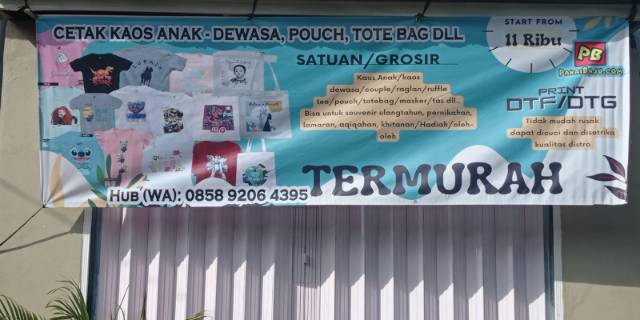 CETAK KAOS ANAK - DEWASA, POUCH, TOTE BAG DLL
START FROM
11 Ribu
PB
SATUAN/GROSIR
Kaos Anak/kaos
dewasa/couple/raglan/ruffle
tee/pouch/totobag/masker/tas dll..
Bisa untuk souvenir ulangtahun, pernikahan,
lamaran, aqiqahan, khitanan/Hadiah/oleh-
oleh
PRINT
DTF/DTG
Tidak mudah rusak
dapat dicuci dan disetrika
kualitas distro
TERMURAH
HUB (WA): 0858 9206 4395